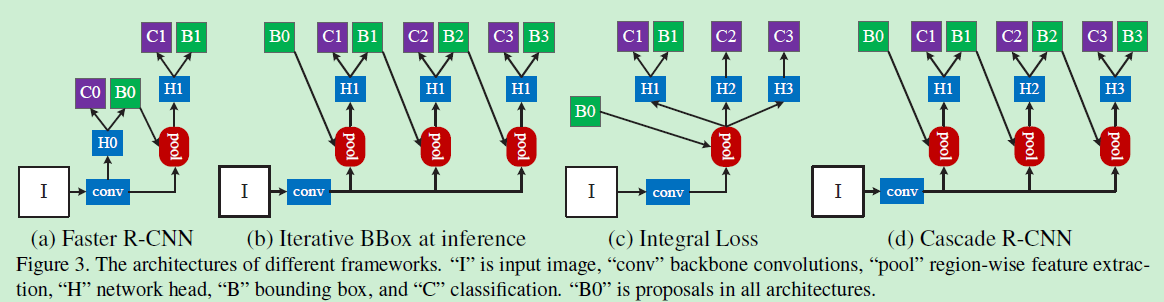 C1 B1 B0 C1 B1 C2 B2 C3 B3 C1 B1 C2 C3 B0 C1 B1 C2 B2 C3 B3
C0 B0 H1 H1 H1 H1 H1 H2 H3 H1 H2 H3
B0
H0 pool pool pool pool pool pool pool pool
I conv I conv I conv I conv
(a) Faster R-CNN (b) Iterative BBox at inference (c) Integral Loss (d) Cascade R-CNN
Figure 3. The architectures of different frameworks. “I” is input image, “conv” backbone convolutions, “pool” region-wise feature extrac-
tion, “H” network head, “B” bounding box, and “C” classification. “B0” is proposals in all architectures.